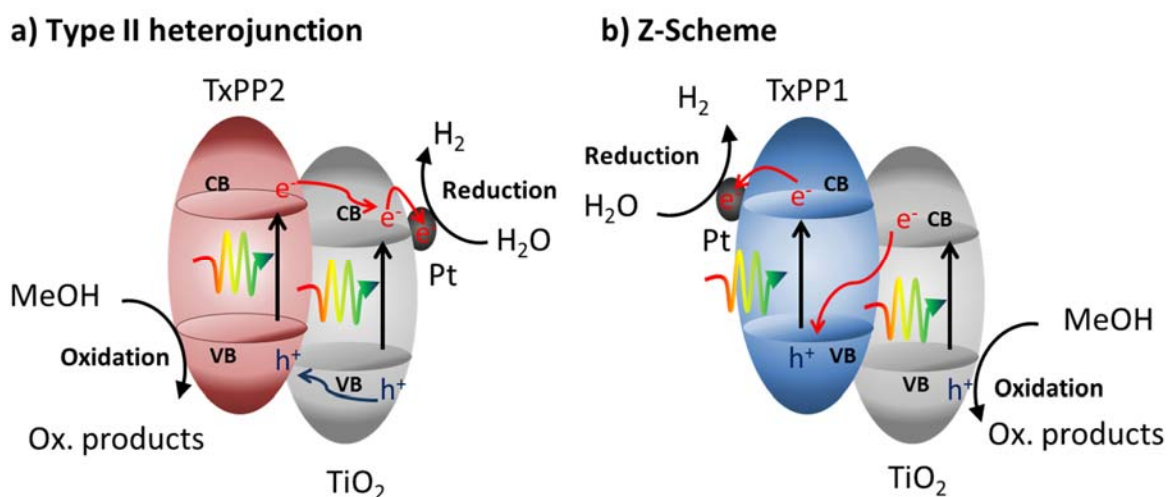 a) Type II heterojunction
TxPP2
H2
Reduction
CB
e-
CB
e-
e-
H2O
Pt
MeOH
Oxidation
VB
h+
VB
h+
Ox. products
TiO2
b) Z-Scheme
TxPP1
H2
Reduction
CB
e-
e-
e-
CB
H2O
Pt
MeOH
h+
VB
VB
h+
Oxidation
Ox. products
TiO2